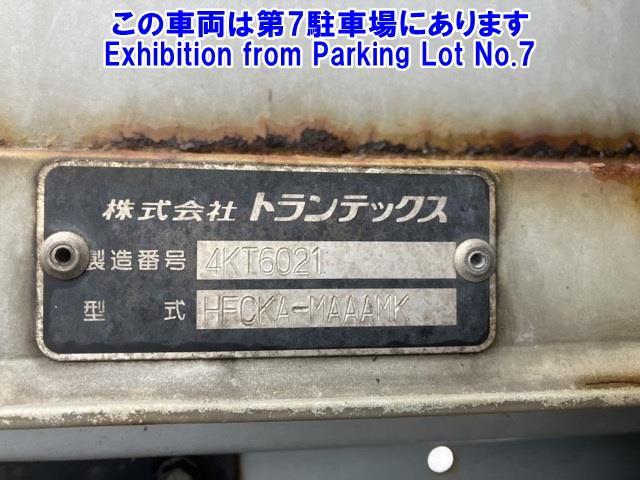 この車両は第7駐車場にあります
Exhibition from Parking Lot No.7
株式会社 トランテックス
製造番号 4KT6021
型 式 HFCKA-MAAAMK